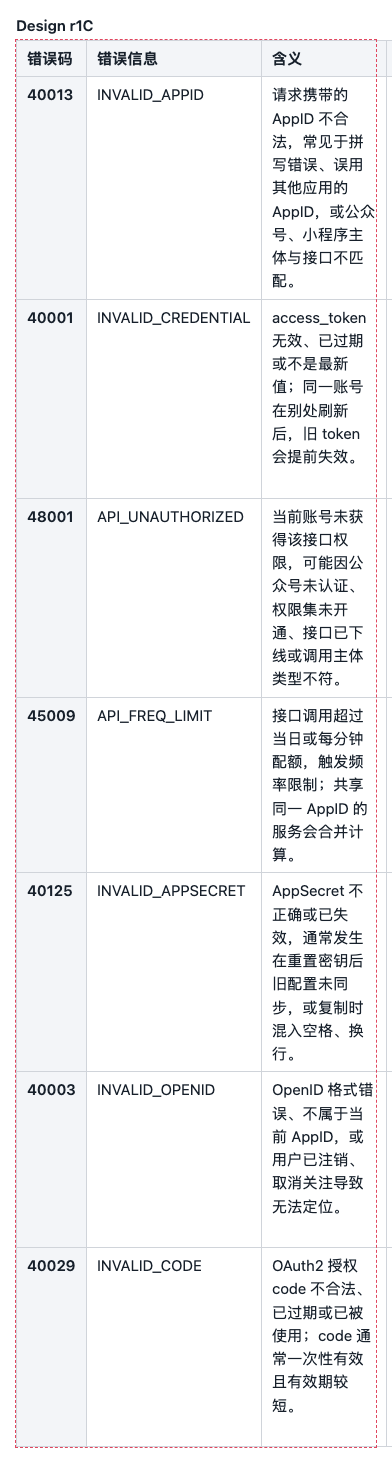 Design r1C
错误码 错误信息 含义
40013 INVALID_APPID 请求携带的
AppID 不合
法，常见于拼
写错误、误用
其他应用的
AppID，或公众
号、小程序主
体与接口不匹
配。
40001 INVALID_CREDENTIAL access_token
无效、已过期
或不是最新
值；同一账号
在别处刷新
后，旧 token
会提前失效。
48001 API_UNAUTHORIZED 当前账号未获
得该接口权
限，可能因公
众号未认证、
权限集未开
通、接口已下
线或调用主体
类型不符。
45009 API_FREQ_LIMIT 接口调用超过
当日或每分钟
配额，触发频
率限制；共享
同一 AppID 的
服务会合并计
算。
40125 INVALID_APPSECRET AppSecret 不
正确或已失
效，通常发生
在重置密钥后
旧配置未同
步，或复制时
混入空格、换
行。
40003 INVALID_OPENID OpenID 格式错
误、不属于当
前 AppID，或
用户已注销、
取消关注导致
无法定位。
40029 INVALID_CODE OAuth2 授权
code 不合法、
已过期或已被
使用；code 通
常一次性有效
且有效期较
短。